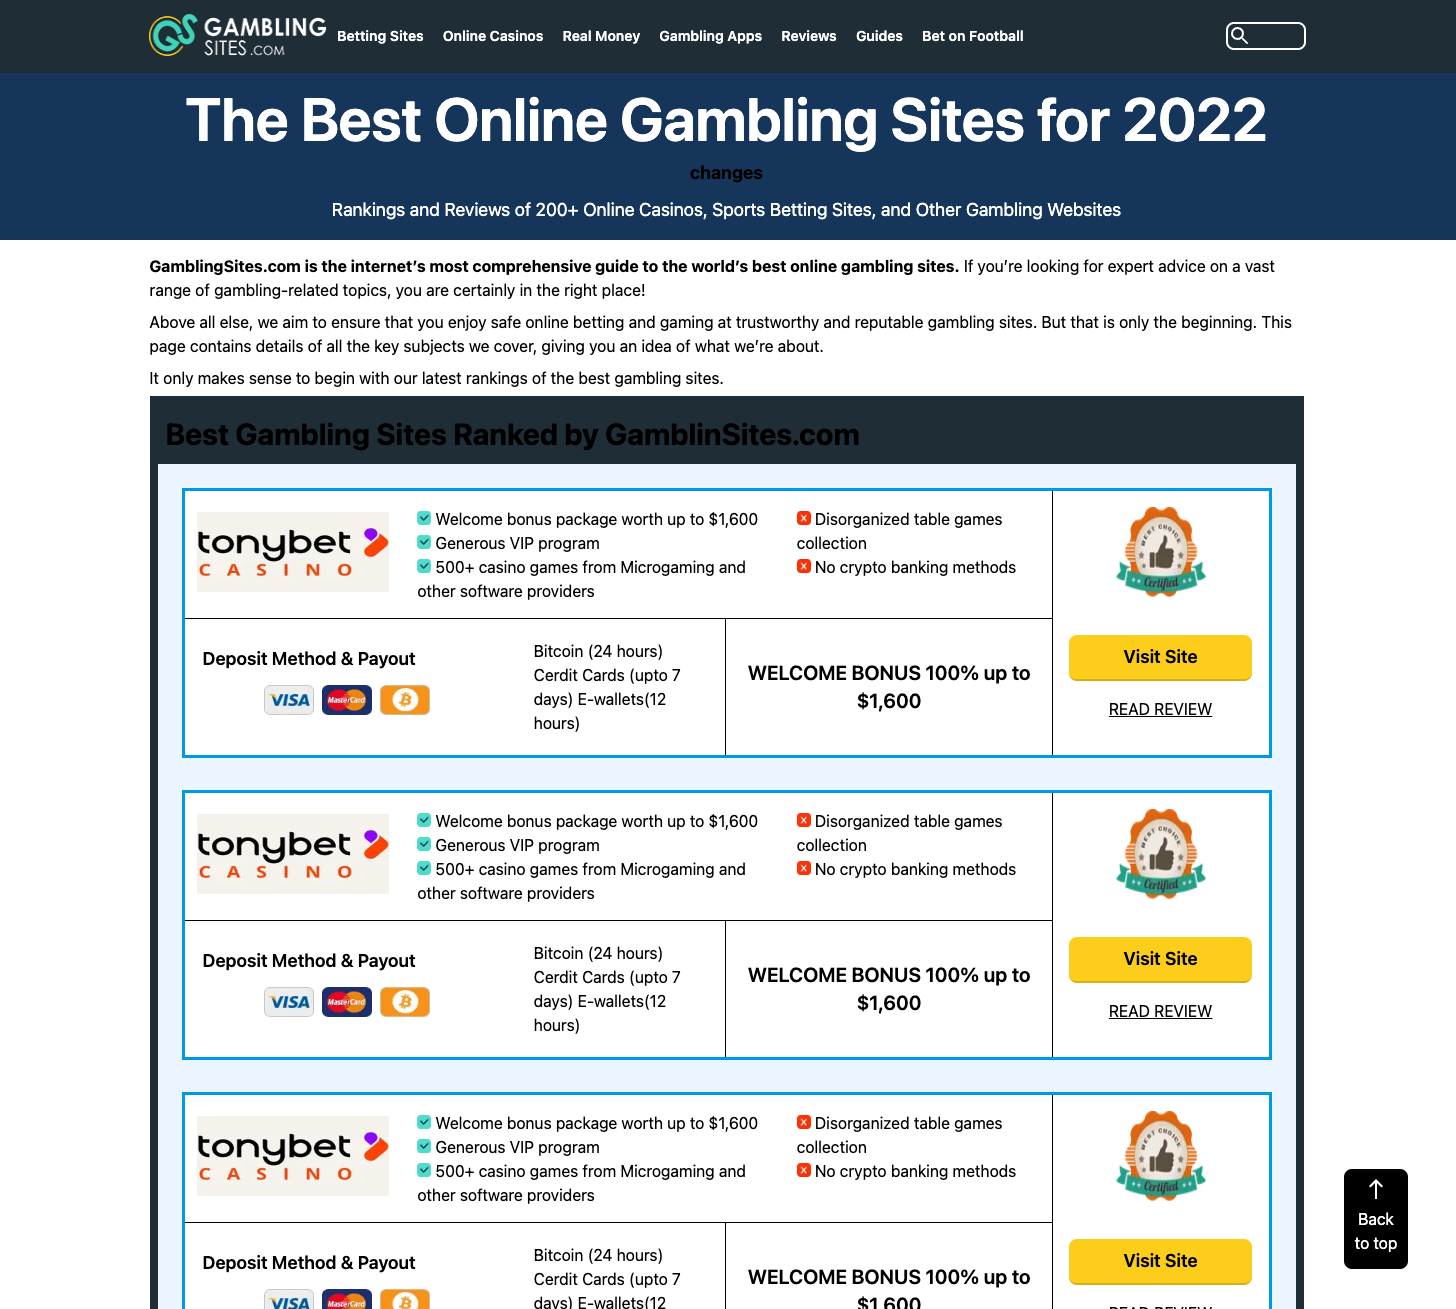 GAMBLING
SITES.COM
Betting Sites Online Casinos Real Money Gambling Apps Reviews Guides Bet on Football
The Best Online Gambling Sites for 2022
changes
Rankings and Reviews of 200+ Online Casinos, Sports Betting Sites, and Other Gambling Websites
GamblingSites.com is the internet’s most comprehensive guide to the world’s best online gambling sites. If you’re looking for expert advice on a vast
range of gambling-related topics, you are certainly in the right place!
Above all else, we aim to ensure that you enjoy safe online betting and gaming at trustworthy and reputable gambling sites. But that is only the beginning. This
page contains details of all the key subjects we cover, giving you an idea of what we’re about.
It only makes sense to begin with our latest rankings of the best gambling sites.
Best Gambling Sites Ranked by GamblinSites.com
tonybet
CASINO
Welcome bonus package worth up to $1,600
Generous VIP program
500+ casino games from Microgaming and
other software providers
Disorganized table games
collection
No crypto banking methods
BEST CHOICE
Certified
Deposit Method & Payout
VISA MasterCard
Bitcoin (24 hours)
Cerdit Cards (upto 7
days) E-wallets(12
hours)
WELCOME BONUS 100% up to
$1,600
Visit Site
READ REVIEW
tonybet
CASINO
Welcome bonus package worth up to $1,600
Generous VIP program
500+ casino games from Microgaming and
other software providers
Disorganized table games
collection
No crypto banking methods
BEST CHOICE
Certified
Deposit Method & Payout
VISA MasterCard
Bitcoin (24 hours)
Cerdit Cards (upto 7
days) E-wallets(12
hours)
WELCOME BONUS 100% up to
$1,600
Visit Site
READ REVIEW
tonybet
CASINO
Welcome bonus package worth up to $1,600
Generous VIP program
500+ casino games from Microgaming and
other software providers
Disorganized table games
collection
No crypto banking methods
BEST CHOICE
Certified
Deposit Method & Payout
VISA MasterCard
Bitcoin (24 hours)
Cerdit Cards (upto 7
days) E-wallets(12
WELCOME BONUS 100% up to
$1,600
Visit Site
READ REVIEW
Back
to top